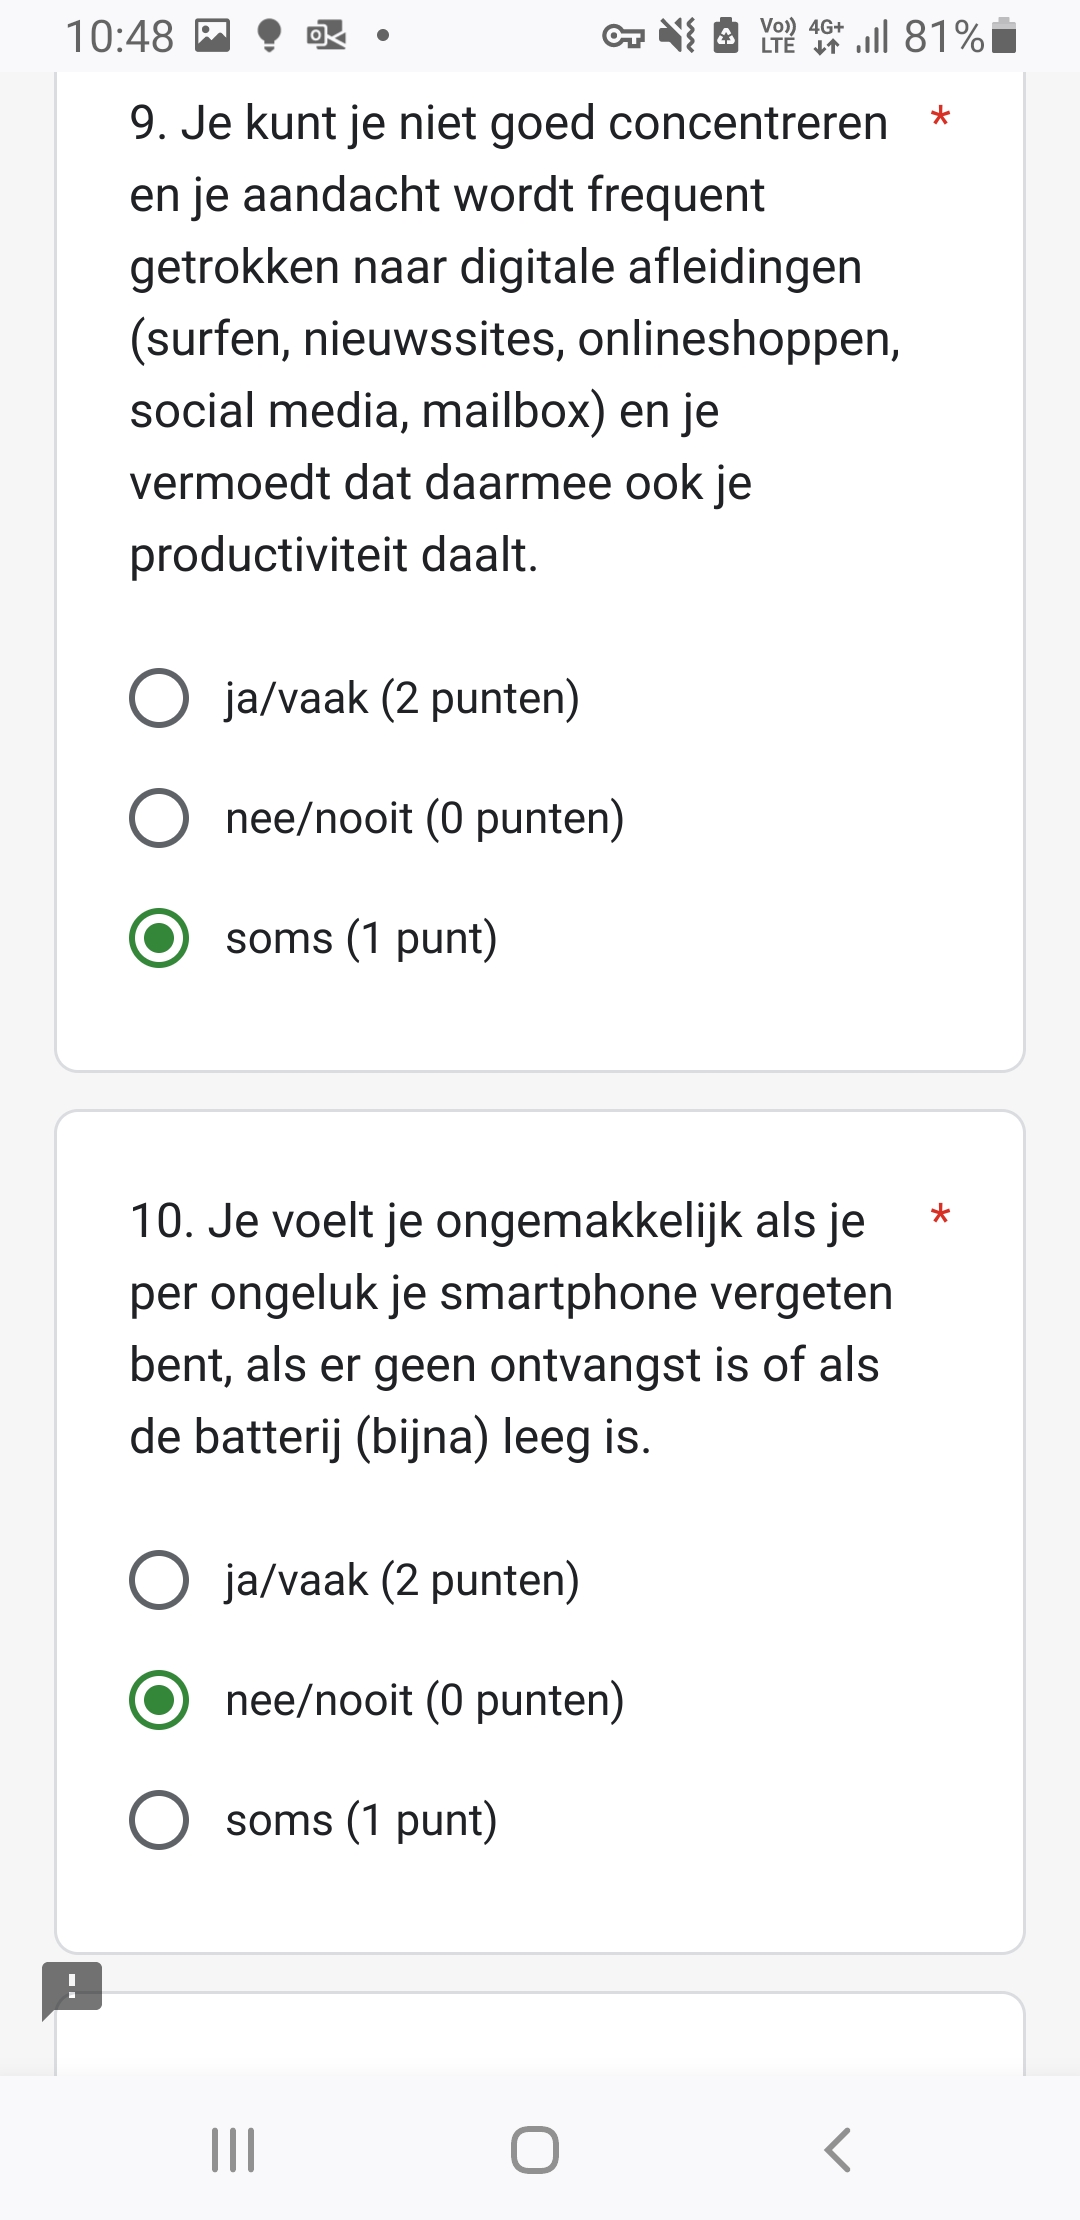 10:48
Vo)) LTE 4G+ 81%
9. Je kunt je niet goed concentreren *
en je aandacht wordt frequent
getrokken naar digitale afleidingen
(surfen, nieuwssites, onlineshoppen,
social media, mailbox) en je
vermoedt dat daarmee ook je
productiviteit daalt.
ja/vaak (2 punten)
nee/nooit (0 punten)
soms (1 punt)
10. Je voelt je ongemakkelijk als je *
per ongeluk je smartphone vergeten
bent, als er geen ontvangst is of als
de batterij (bijna) leeg is.
ja/vaak (2 punten)
nee/nooit (0 punten)
soms (1 punt)